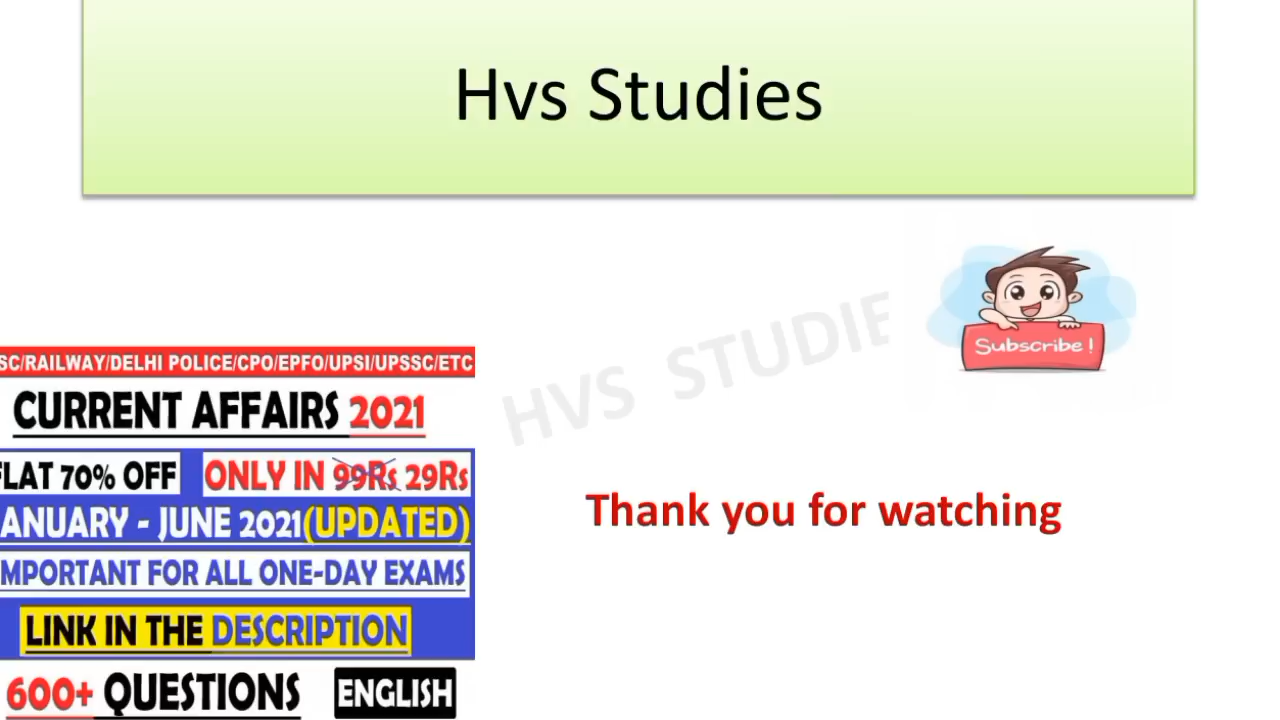 Hvs Studies
Subscribe !
HVS STUDIE
SC/RAILWAY/DELHI POLICE/CPO/EPFO/UPSI/UPSSC/ETC
CURRENT AFFAIRS 2021
FLAT 70% OFF
ONLY IN 99Rs 29Rs
ANUARY - JUNE 2021(UPDATED)
MPORTANT FOR ALL ONE-DAY EXAMS
LINK IN THE DESCRIPTION
600+ QUESTIONS
ENGLISH
Thank you for watching